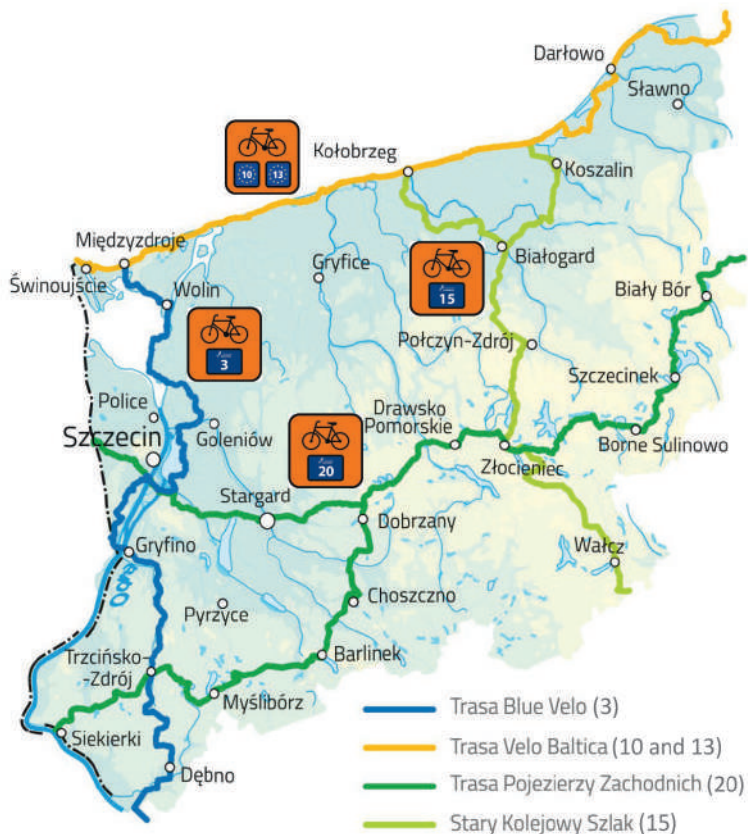 Darłowo
Sławno
10 13
Kołobrzeg
Koszalin
Międzyzdroje
Świnoujście
Gryfice
Białogard
Wolin
15
Biały Bór
3
Połczyn-Zdrój
Szczecinek
Police
Drawsko
Pomorskie
Szczecin
Goleniów
Borne Sulinowo
Złocieniec
20
Stargard
Dobrzany
Gryfino
Wałcz
Odra
Choszczno
Pyrzyce
Barlinek
Trzcińsko-
-Zdrój
Myślibórz
Siekierki
Dębno
Trasa Blue Velo (3)
Trasa Velo Baltica (10 and 13)
Trasa Pojezierzy Zachodnich (20)
Stary Kolejowy Szlak (15)